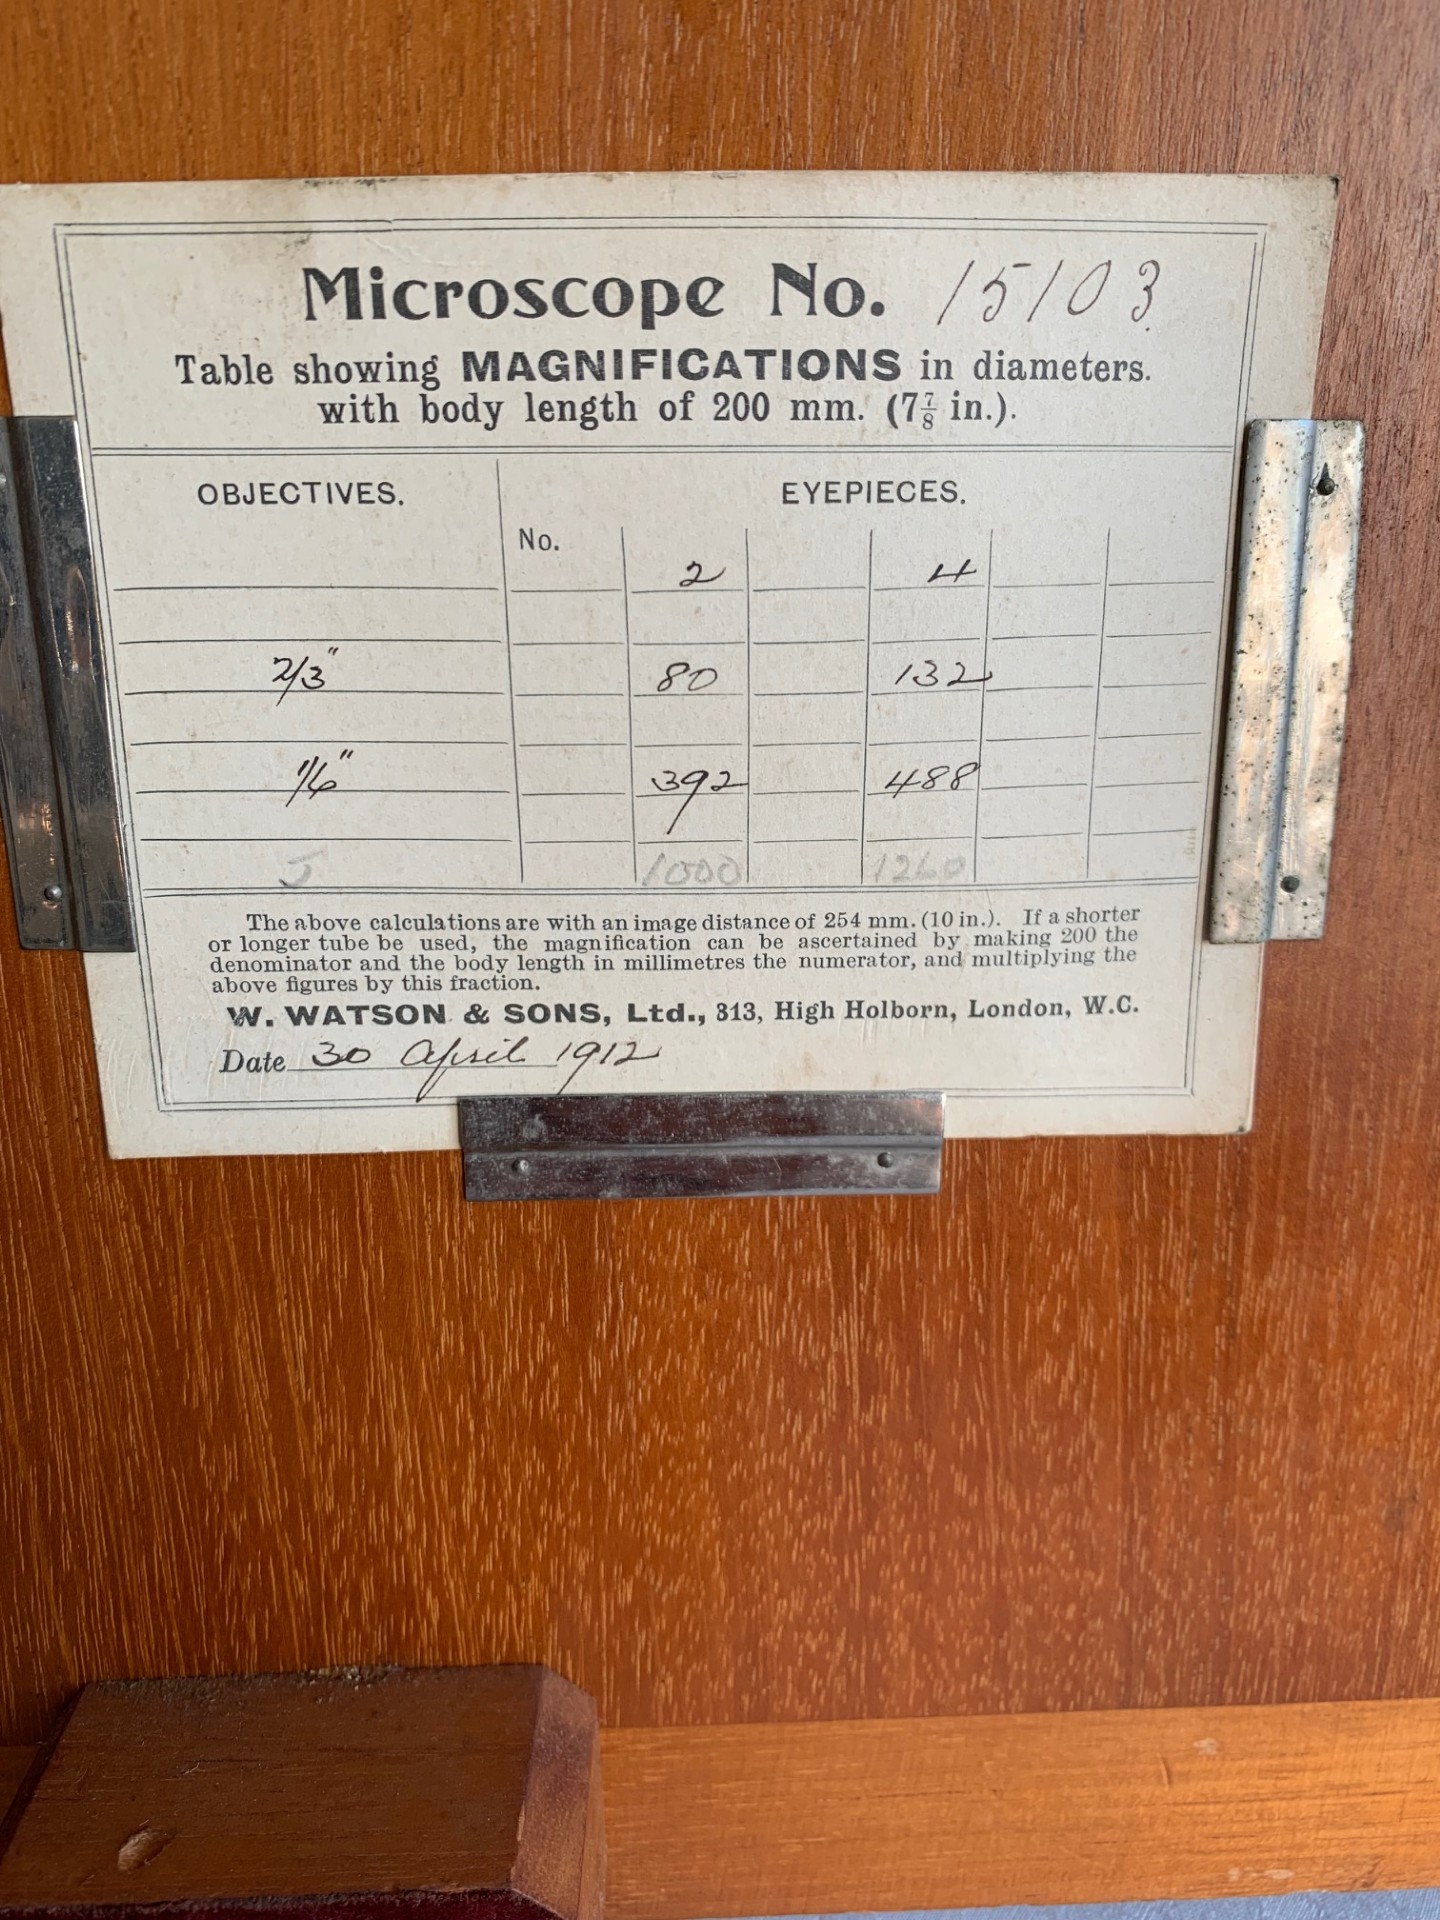 Microscope No. 15103
Table showing MAGNIFICATIONS in diameters.
with body length of 200 mm. (7⅞ in.).
OBJECTIVES. EYEPIECES.
No.
2 4
2/3" 80 132
1/6" 392 488
1000 1260
The above calculations are with an image distance of 254 mm. (10 in.). If a shorter
or longer tube be used, the magnification can be ascertained by making 200 the
denominator and the body length in millimetres the numerator, and multiplying the
above figures by this fraction.
W. WATSON & SONS, Ltd., 313, High Holborn, London, W.C.
Date 30 April 1912